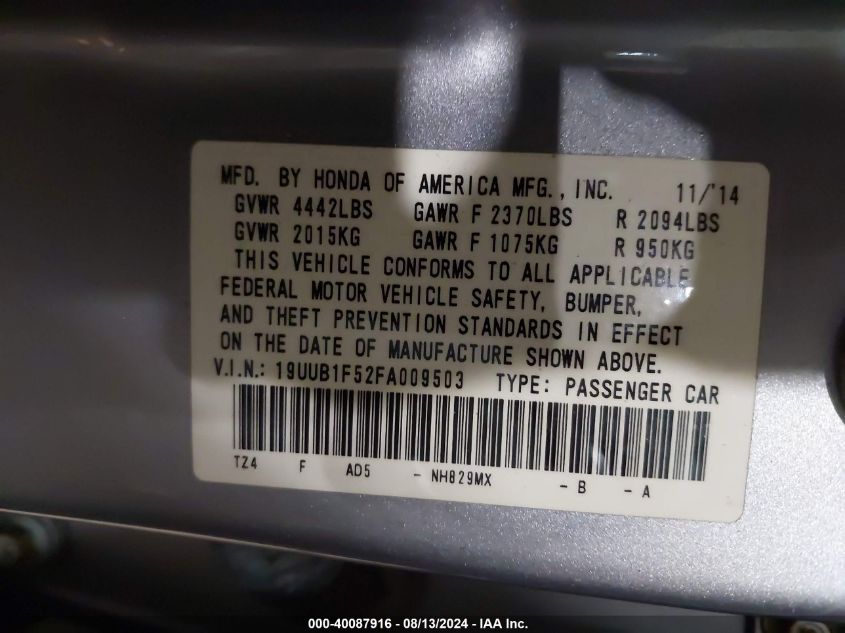 MFD. BY HONDA OF AMERICA MFG., INC. 11/'14
GVWR 4442LBS GAWR F 2370LBS R 2094LBS
GVWR 2015KG GAWR F 1075KG R 950KG
THIS VEHICLE CONFORMS TO ALL APPLICABLE
FEDERAL MOTOR VEHICLE SAFETY, BUMPER,
AND THEFT PREVENTION STANDARDS IN EFFECT
ON THE DATE OF MANUFACTURE SHOWN ABOVE.
V.I.N.: 19UUB1F52FA009503 TYPE: PASSENGER CAR
TZ4 F AD5 - NH829MX - B - A
000-40087916 - 08/13/2024 - IAA Inc.